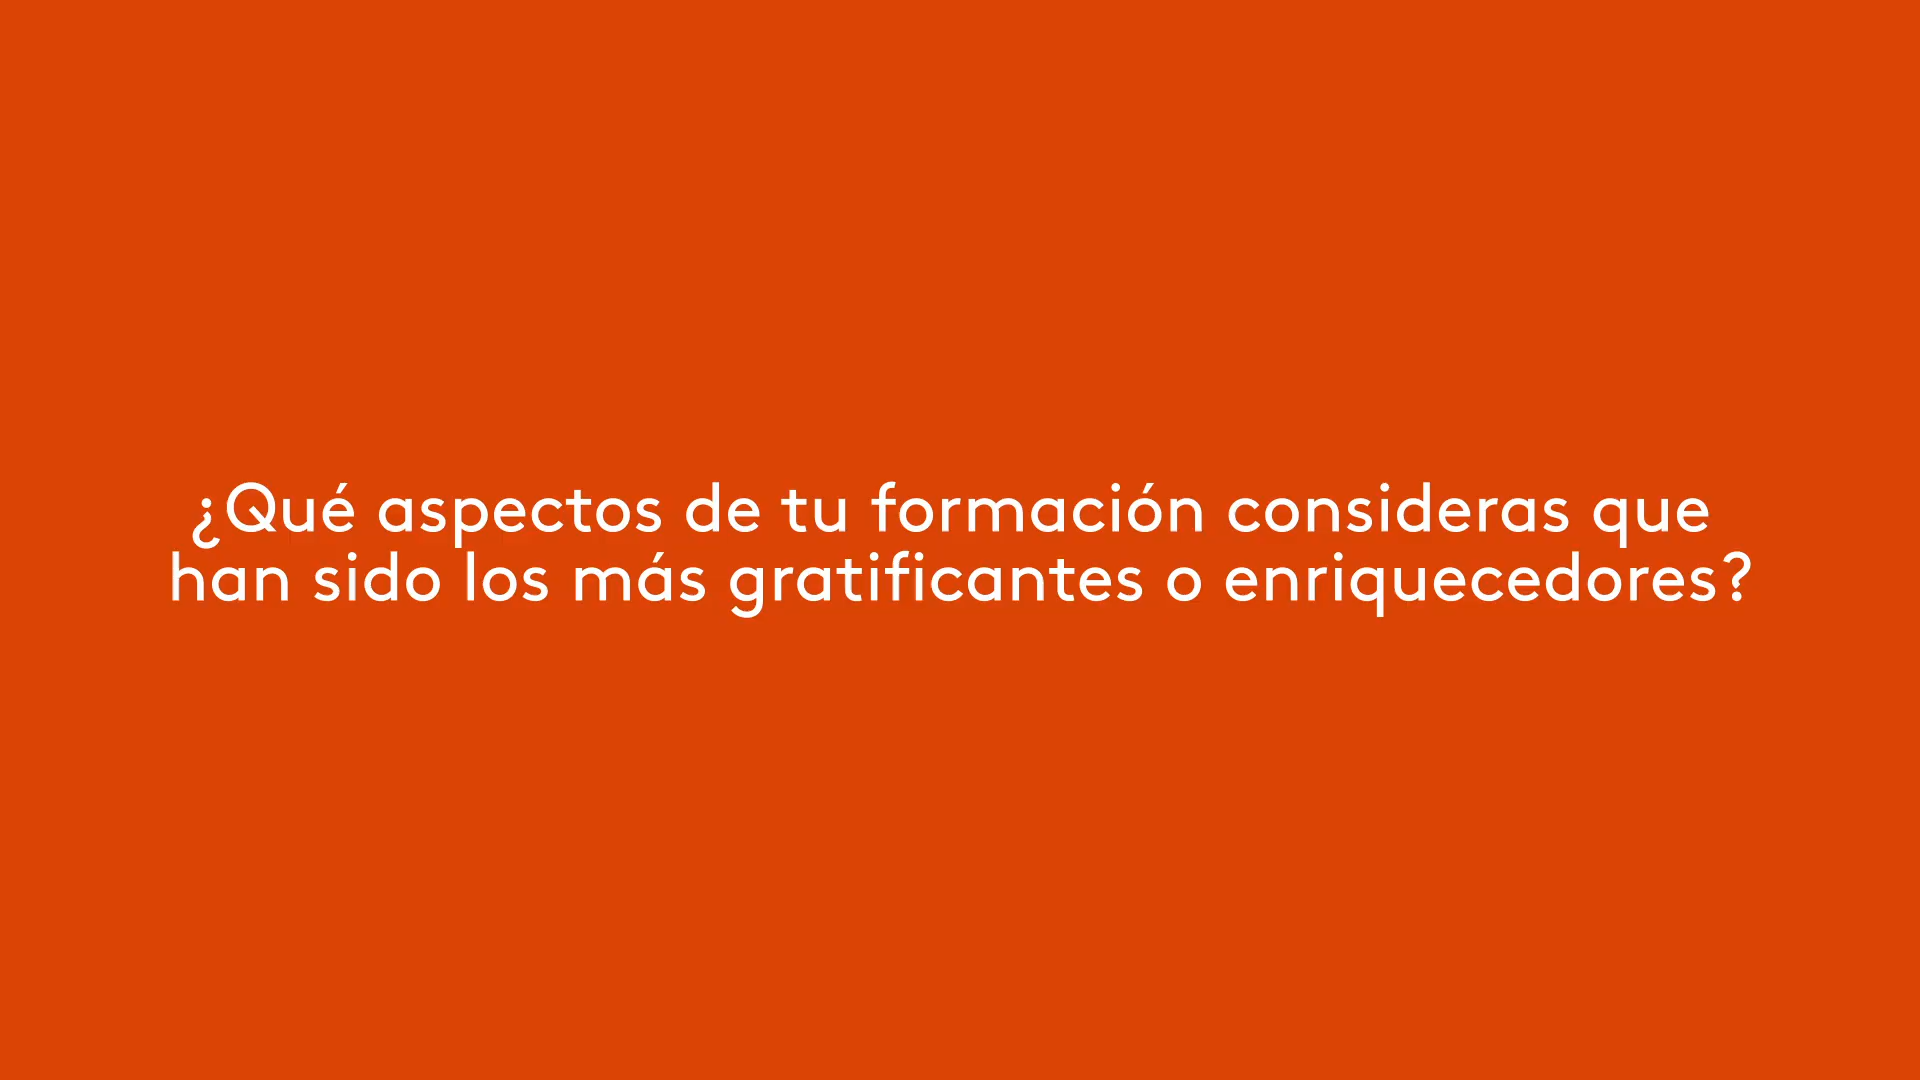 ¿Qué aspectos de tu formación consideras que
han sido los más gratificantes o enriquecedores?